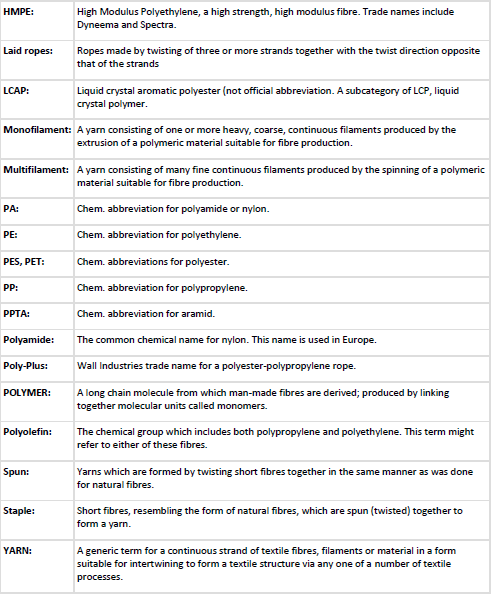 HMPE: High Modulus Polyethylene, a high strength, high modulus fibre. Trade names include
Dyneema and Spectra.
Laid ropes: Ropes made by twisting of three or more strands together with the twist direction opposite
that of the strands
LCAP: Liquid crystal aromatic polyester (not official abbreviation. A subcategory of LCP, liquid
crystal polymer.
Monofilament: A yarn consisting of one or more heavy, coarse, continuous filaments produced by the
extrusion of a polymeric material suitable for fibre production.
Multifilament: A yarn consisting of many fine continuous filaments produced by the spinning of a polymeric
material suitable for fibre production.
PA: Chem. abbreviation for polyamide or nylon.
PE: Chem. abbreviation for polyethylene.
PES, PET: Chem. abbreviations for polyester.
PP: Chem. abbreviation for polypropylene.
PPTA: Chem. abbreviation for aramid.
Polyamide: The common chemical name for nylon. This name is used in Europe.
Poly-Plus: Wall Industries trade name for a polyester-polypropylene rope.
POLYMER: A long chain molecule from which man-made fibres are derived; produced by linking
together molecular units called monomers.
Polyolefin: The chemical group which includes both polypropylene and polyethylene. This term might
refer to either of these fibres.
Spun: Yarns which are formed by twisting short fibres together in the same manner as was done
for natural fibres.
Staple: Short fibres, resembling the form of natural fibres, which are spun (twisted) together to
form a yarn.
YARN: A generic term for a continuous strand of textile fibres, filaments or material in a form
suitable for intertwining to form a textile structure via any one of a number of textile
processes.